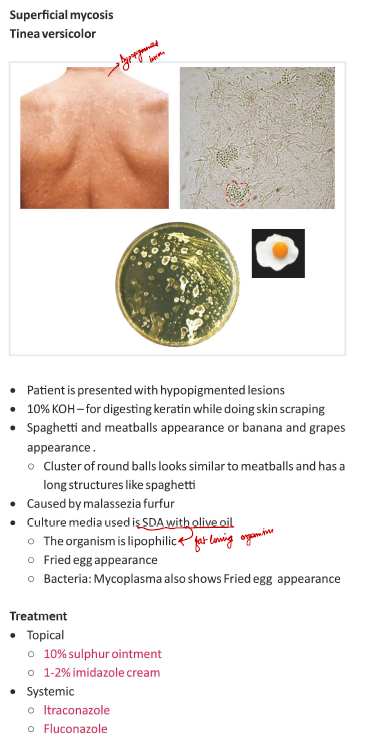 Superficial mycosis
Tinea versicolor
hypopigmented
lesion
• Patient is presented with hypopigmented lesions
• 10% KOH – for digesting keratin while doing skin scraping
• Spaghetti and meatballs appearance or banana and grapes
appearance .
○ Cluster of round balls looks similar to meatballs and has a
long structures like spaghetti
• Caused by malassezia furfur
• Culture media used is SDA with olive oil
○ The organism is lipophilic fat loving organism
○ Fried egg appearance
○ Bacteria: Mycoplasma also shows Fried egg appearance
Treatment
• Topical
○ 10% sulphur ointment
○ 1-2% imidazole cream
• Systemic
○ Itraconazole
○ Fluconazole